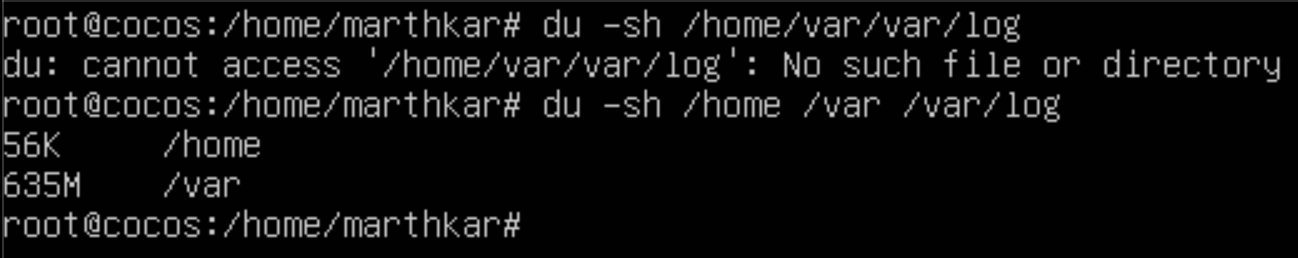 root@cocos:/home/marthkar# du -sh /home/var/var/log
du: cannot access '/home/var/var/log': No such file or directory
root@cocos:/home/marthkar# du -sh /home /var /var/log
56K     /home
635M    /var
root@cocos:/home/marthkar#